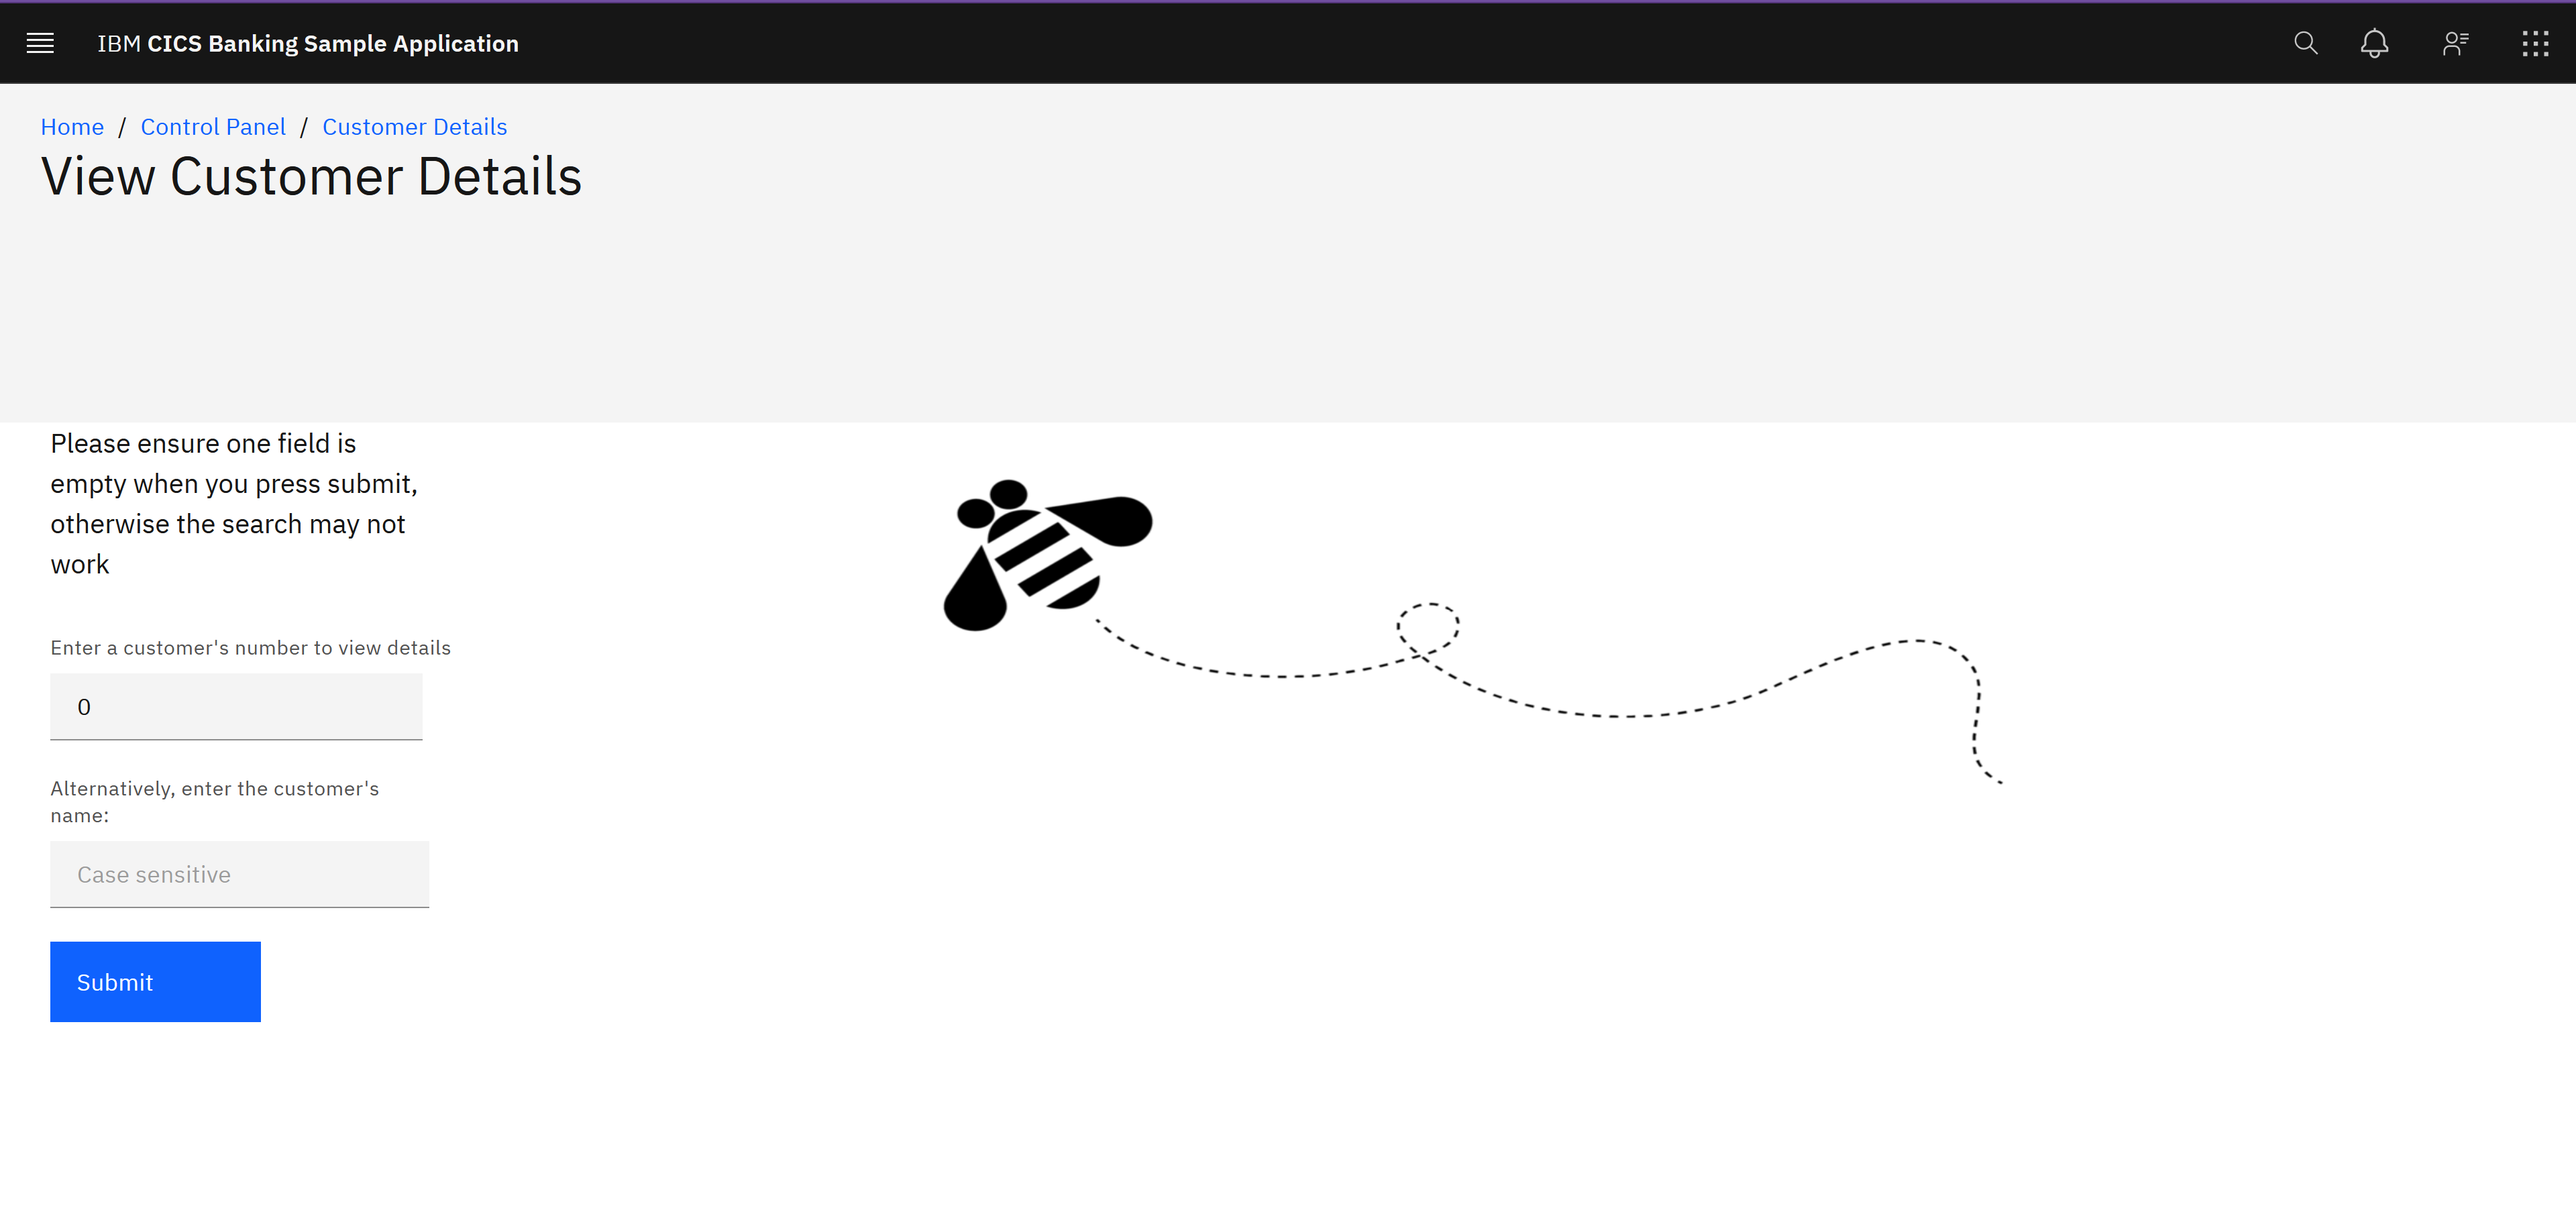 IBM CICS Banking Sample Application
Home / Control Panel / Customer Details
View Customer Details
Please ensure one field is
empty when you press submit,
otherwise the search may not
work
Enter a customer's number to view details
0
Alternatively, enter the customer's
name:
Case sensitive
Submit